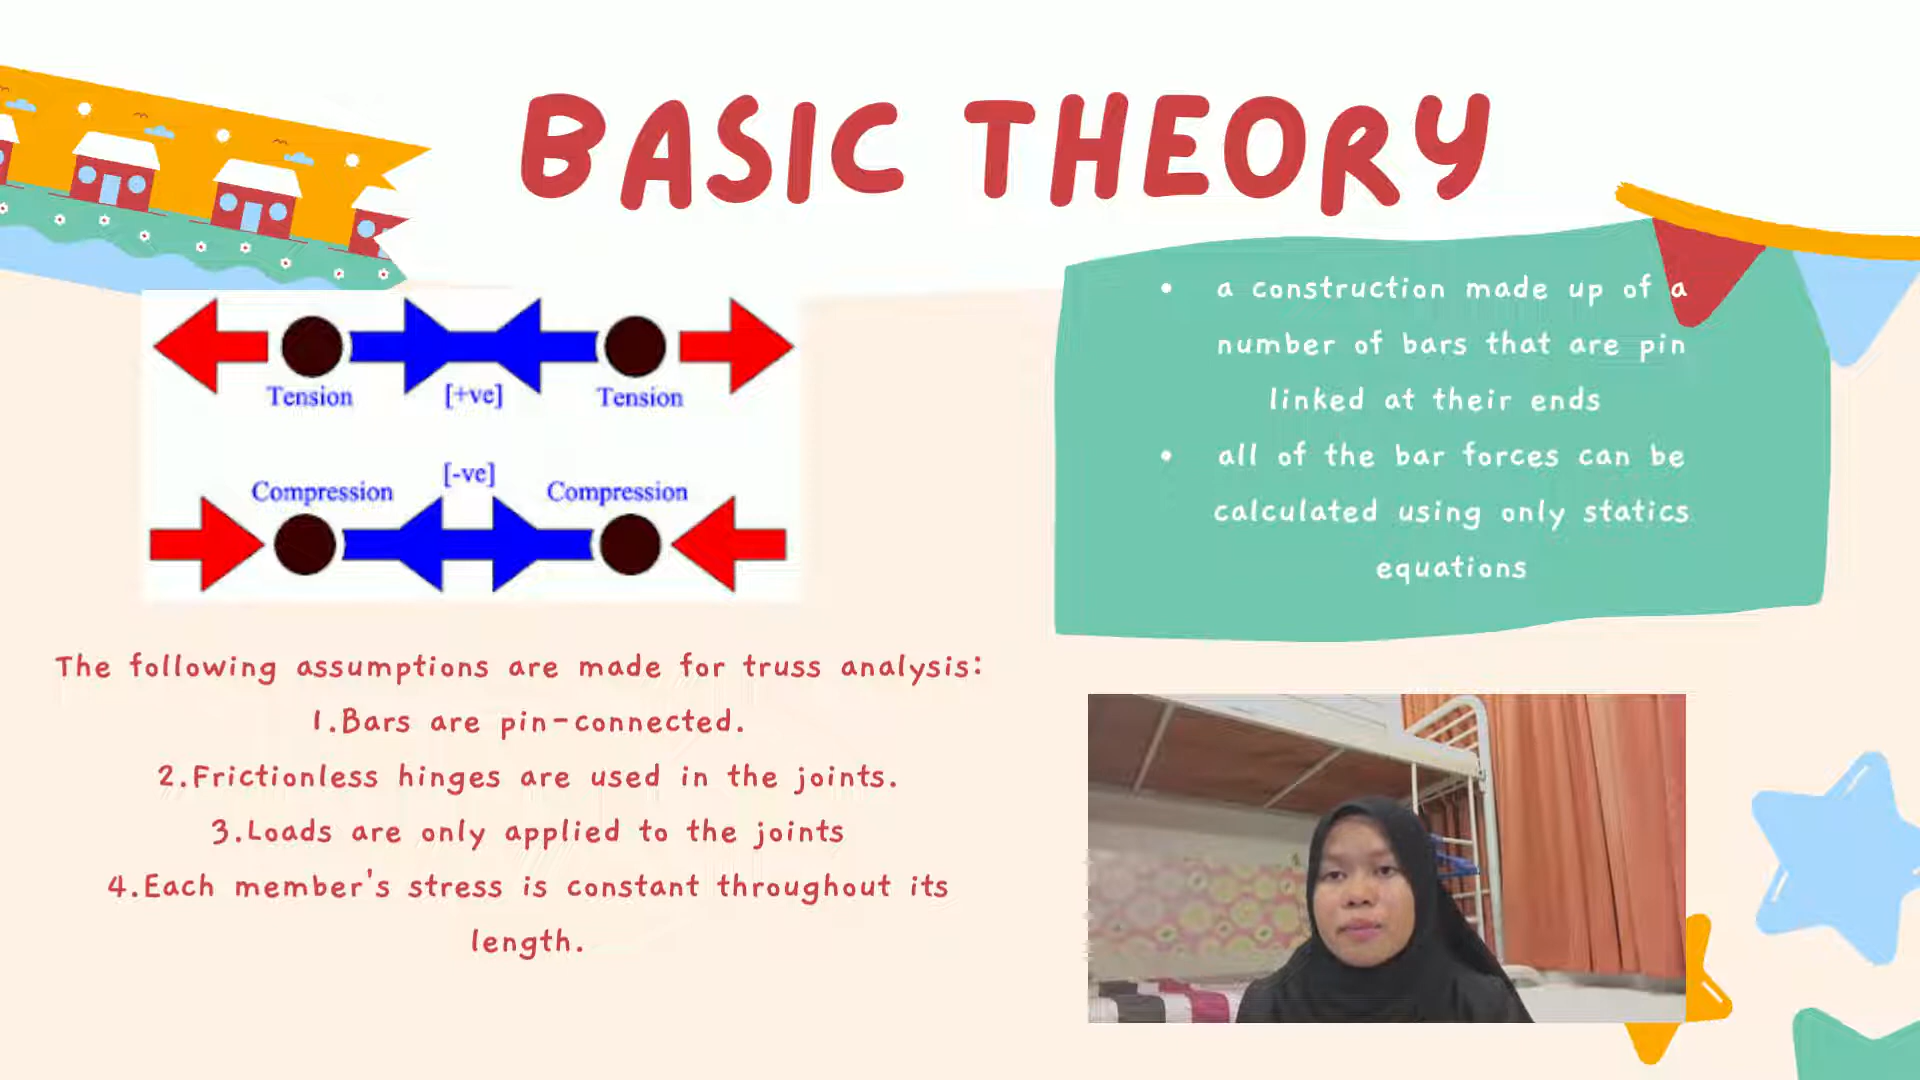 BASIC THEORY
Tension [+ve] Tension
[-ve]
Compression Compression
• a construction made up of a
number of bars that are pin
linked at their ends
• all of the bar forces can be
calculated using only statics
equations
The following assumptions are made for truss analysis:
1.Bars are pin-connected.
2.Frictionless hinges are used in the joints.
3.Loads are only applied to the joints
4.Each member's stress is constant throughout its
length.